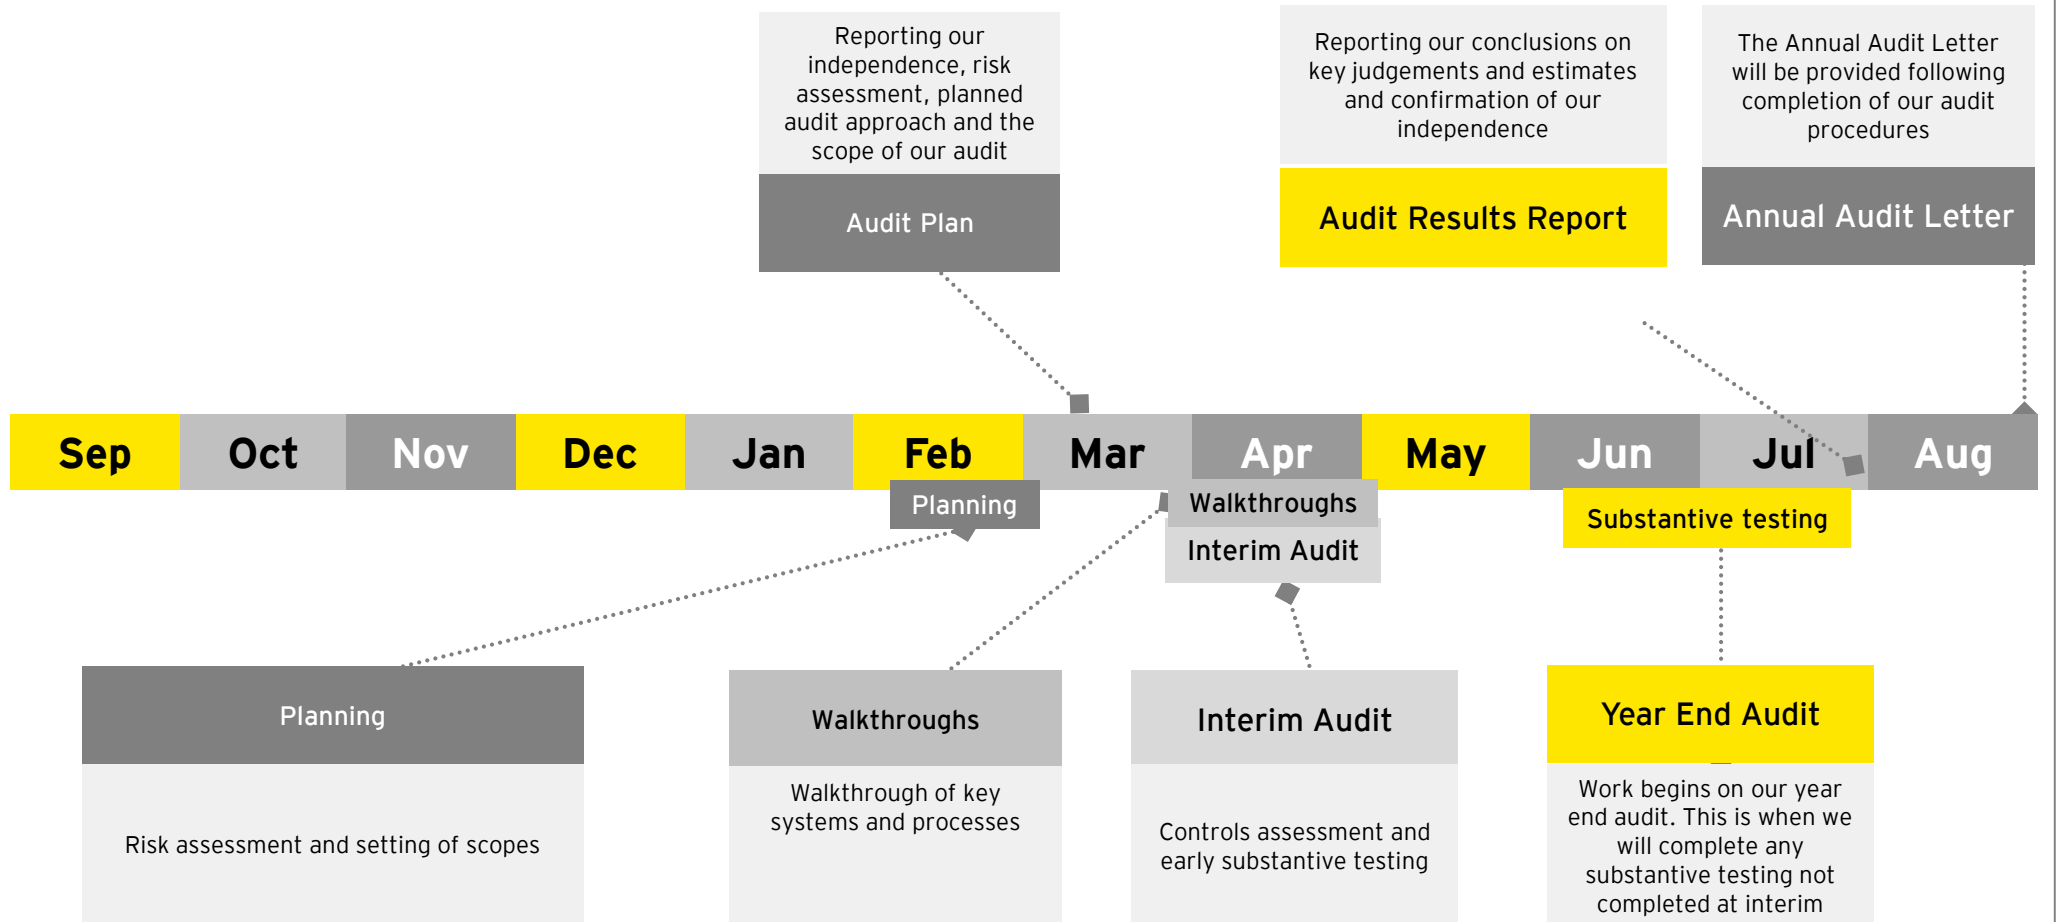 Reporting our
independence, risk
assessment, planned
audit approach and the
scope of our audit
Audit Plan
Reporting our conclusions on
key judgements and estimates
and confirmation of our
independence
Audit Results Report
The Annual Audit Letter
will be provided following
completion of our audit
procedures
Annual Audit Letter
Sep Oct Nov Dec Jan Feb Mar Apr May Jun Jul Aug
Planning
Walkthroughs
Interim Audit
Substantive testing
Planning
Risk assessment and setting of scopes
Walkthroughs
Walkthrough of key
systems and processes
Interim Audit
Controls assessment and
early substantive testing
Year End Audit
Work begins on our year
end audit. This is when we
will complete any
substantive testing not
completed at interim